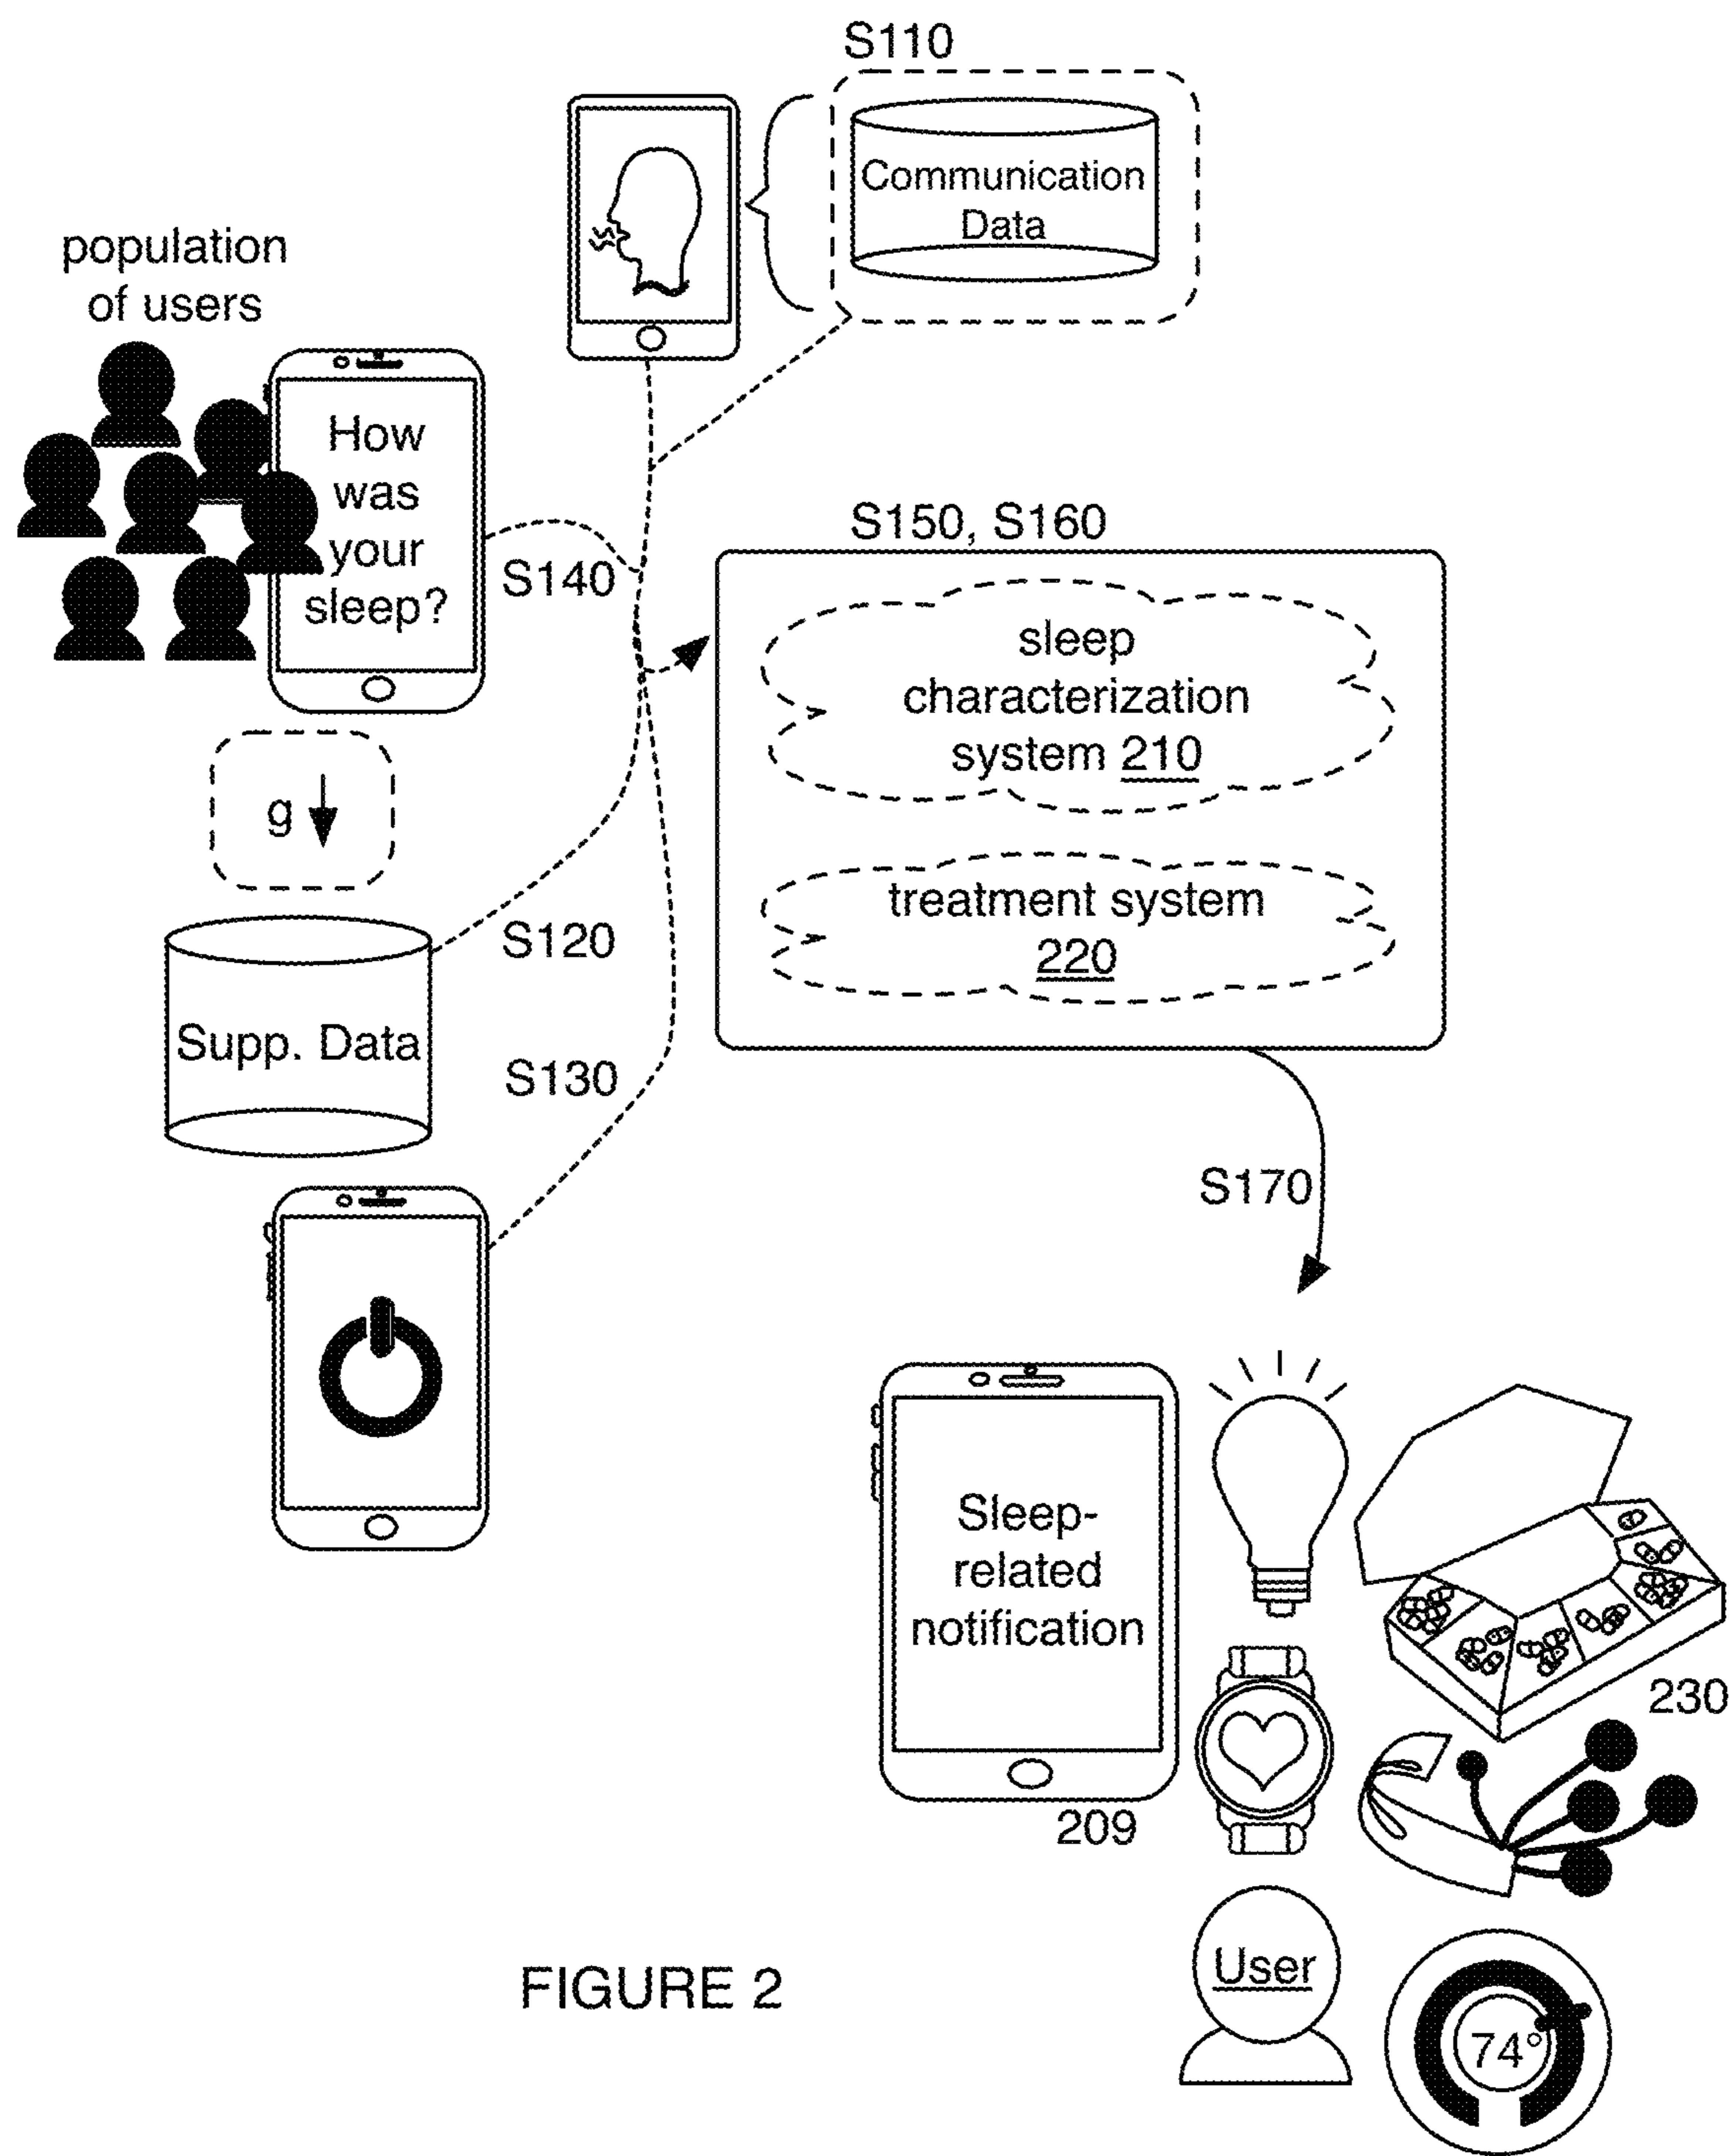 S110
Communication
Data
population
of users
How
was
your
sleep?
S140
S150, S160
sleep
characterization
system 210
treatment system
220
g
S120
Supp. Data
S130
S170
Sleep-
related
notification
230
209
User
74°
FIGURE 2